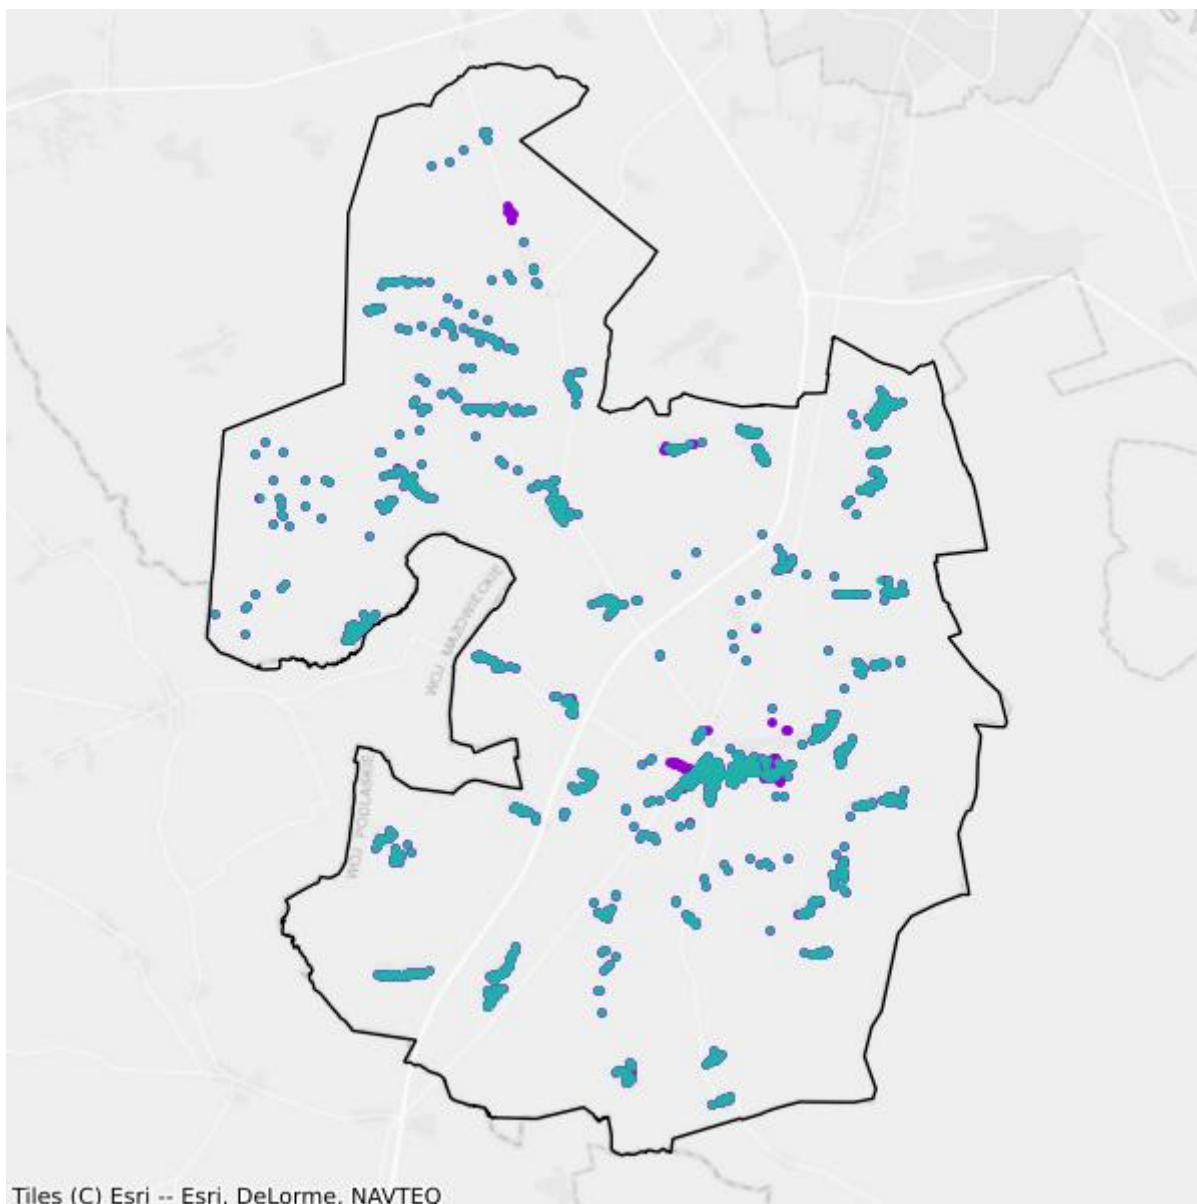 WOJ. MAZOWIECKIE
WOJ. PODLASKIE
Tiles (C) Esri -- Esri, DeLorme, NAVTEQ